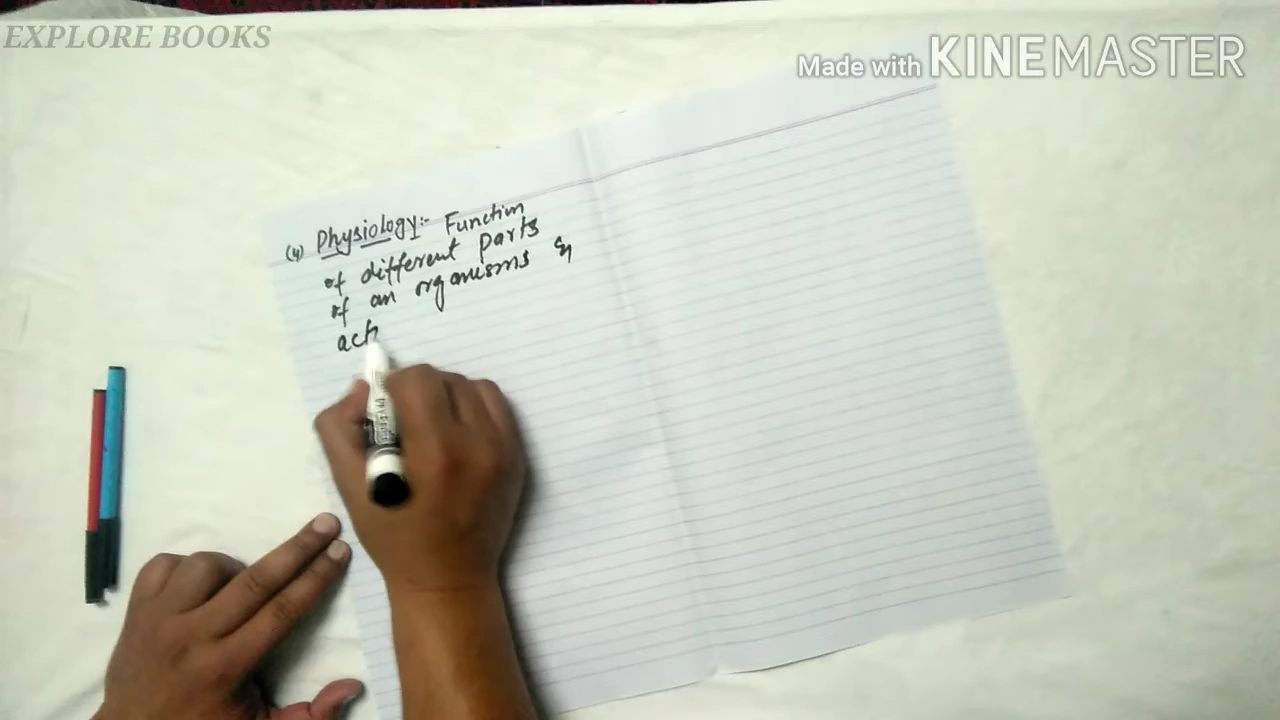 EXPLORE BOOKS
Made with KINEMASTER
(4) Physiology:- Function
of different parts
of an organisms &
act